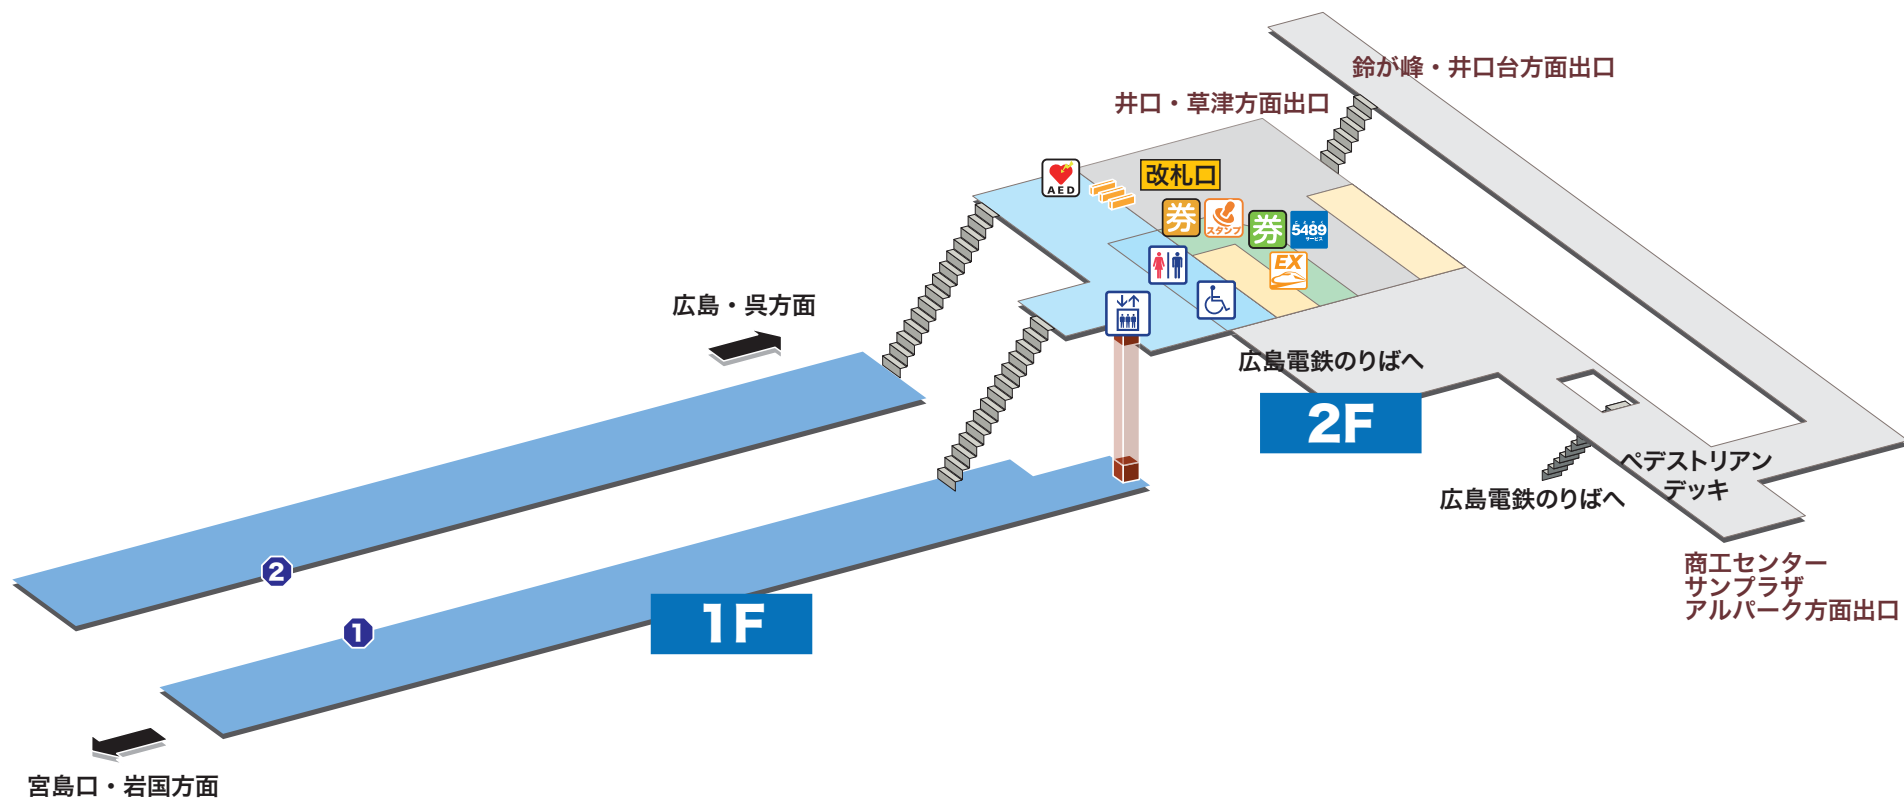 鈴が峰・井口台方面出口
井口・草津方面出口
AED
改札口
券
スタンプ
券
5489
サービス
EX
広島・呉方面
広島電鉄のりばへ
2F
ペデストリアン
デッキ
広島電鉄のりばへ
商工センター
サンプラザ
アルパーク方面出口
2
1
1F
宮島口・岩国方面